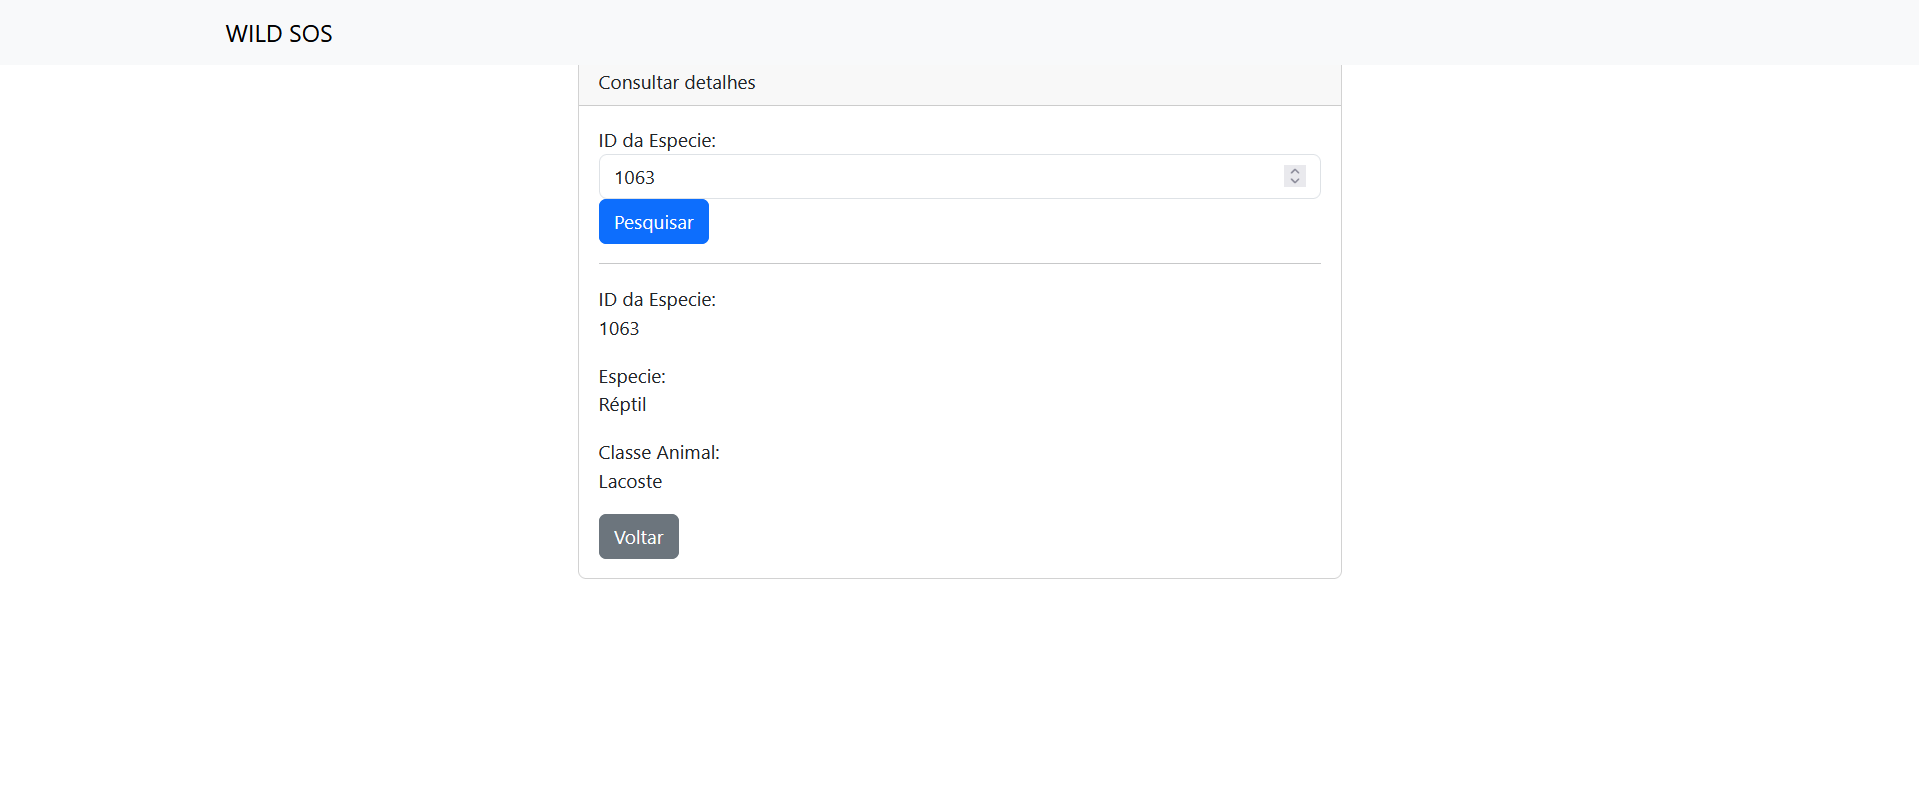 WILD SOS
Consultar detalhes
ID da Especie:
1063
Pesquisar
ID da Especie:
1063
Especie:
Réptil
Classe Animal:
Lacoste
Voltar